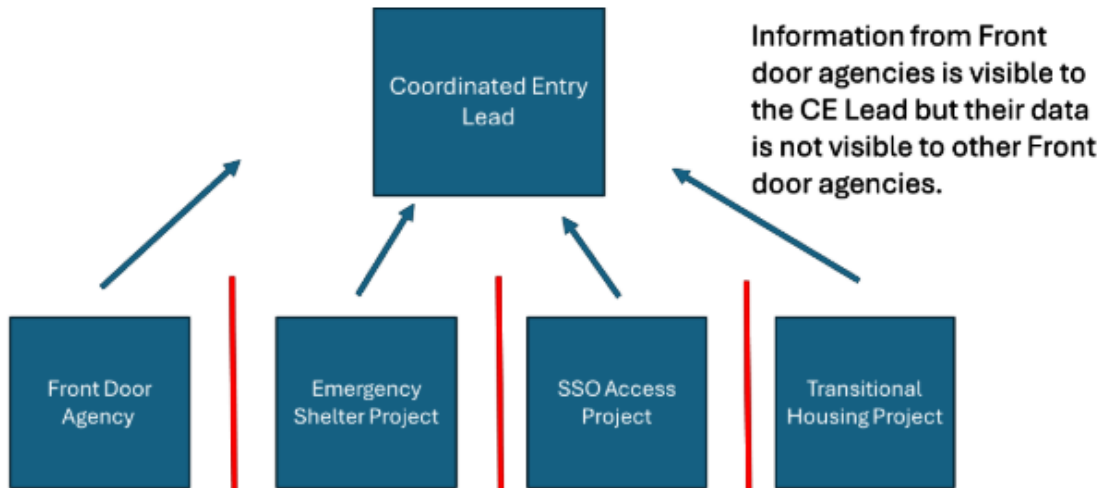 Coordinated Entry
Lead
Information from Front
door agencies is visible to
the CE Lead but their data
is not visible to other Front
door agencies.
Front Door
Agency
Emergency
Shelter Project
SSO Access
Project
Transitional
Housing Project